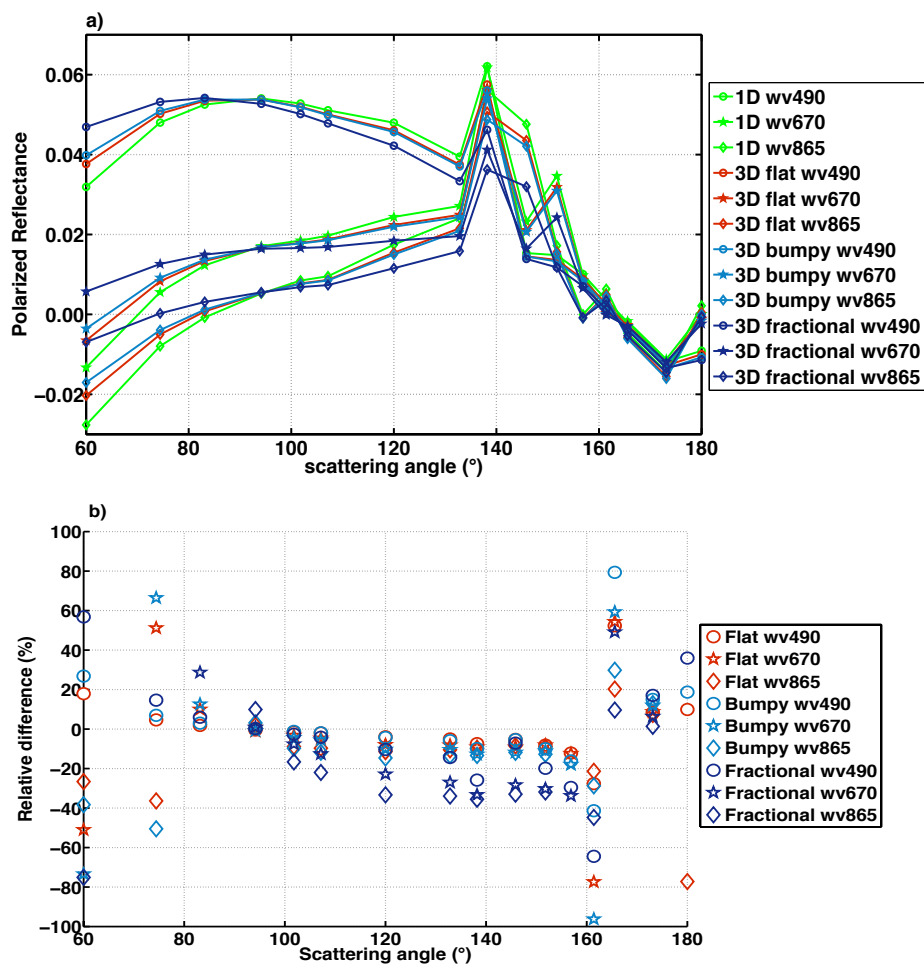 a)
Polarized Reflectance
0.06
0.04
0.02
0.00
−0.02
60
80
100
120
140
160
180
scattering angle (°)
1D wv490
1D wv670
1D wv865
3D flat wv490
3D flat wv670
3D flat wv865
3D bumpy wv490
3D bumpy wv670
3D bumpy wv865
3D fractional wv490
3D fractional wv670
3D fractional wv865
b)
Relative difference (%)
100
80
60
40
20
0
−20
−40
−60
−80
−100
60
80
100
120
140
160
180
Scattering angle (°)
Flat wv490
Flat wv670
Flat wv865
Bumpy wv490
Bumpy wv670
Bumpy wv865
Fractional wv490
Fractional wv670
Fractional wv865